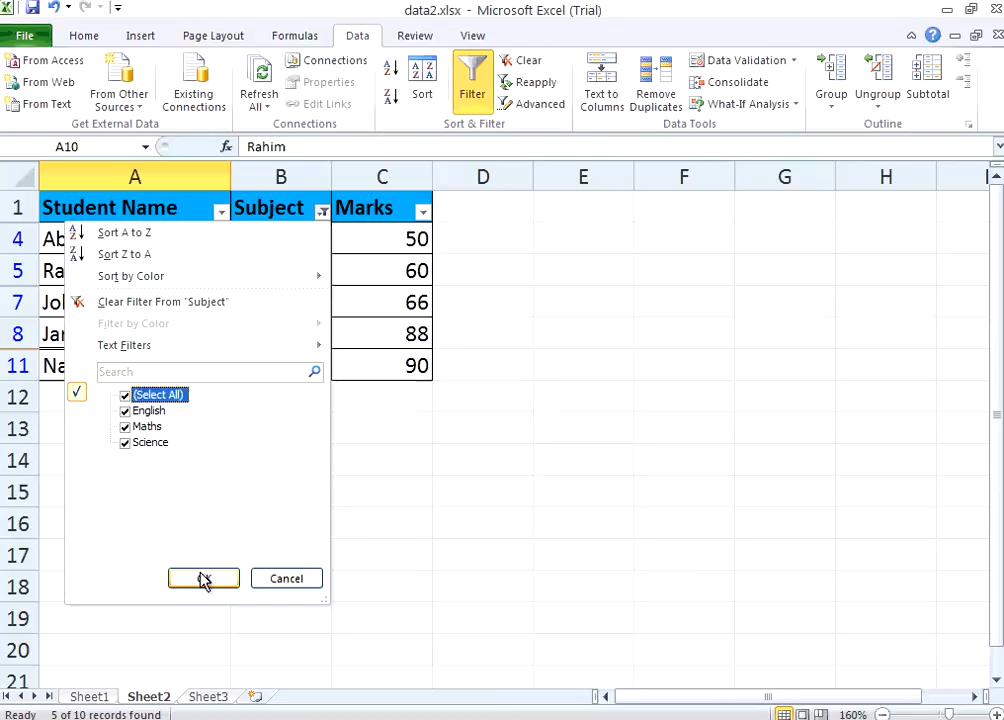 data2.xlsx - Microsoft Excel (Trial)
File Home Insert Page Layout Formulas Data Review View
From Access
From Web
From Text
From Other Sources
Existing Connections
Get External Data
Refresh All
Connections
Properties
Edit Links
Connections
Sort
Filter
Clear
Reapply
Advanced
Sort & Filter
Text to Columns
Remove Duplicates
Data Validation
Consolidate
What-If Analysis
Data Tools
Group
Ungroup
Subtotal
Outline
A10 fx Rahim
A B C D E F G H
1 Student Name Subject Marks
4 Ab 50
5 Ra 60
7 Jo 66
8 Jar 88
11 Na 90
12
13
14
15
16
17
18
19
20
21
Sort A to Z
Sort Z to A
Sort by Color
Clear Filter From "Subject"
Filter by Color
Text Filters
Search
(Select All)
English
Maths
Science
Cancel
Sheet1 Sheet2 Sheet3
Ready 5 of 10 records found 160%